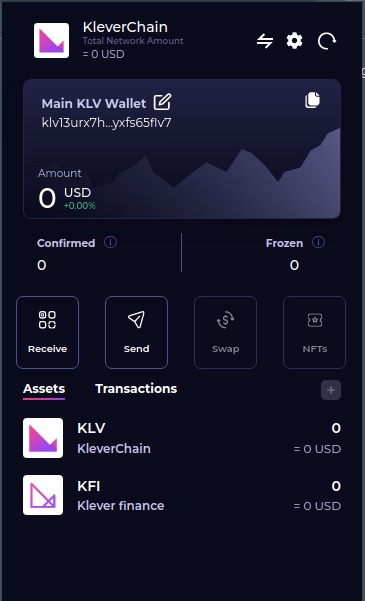 KleverChain
Total Network Amount
= 0 USD
Main KLV Wallet
klv13urx7h...yxfs65flv7
Amount
0 USD
+0.00%
Confirmed
Frozen
0
0
Receive
Send
Swap
NFTs
Assets
Transactions
KLV
0
KleverChain
= 0 USD
KFI
0
Klever finance
= 0 USD